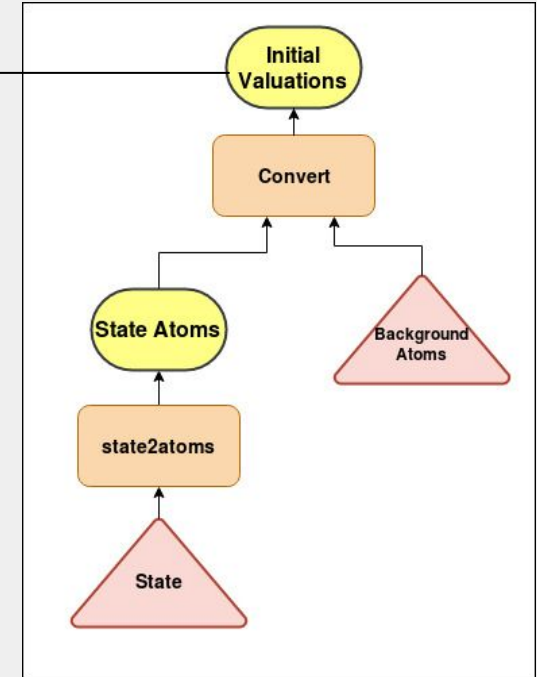 Initial
Valuations
Convert
State Atoms
Background
Atoms
state2atoms
State